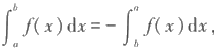 ∫_a^b f(x)dx = −∫_b^a f(x)dx,